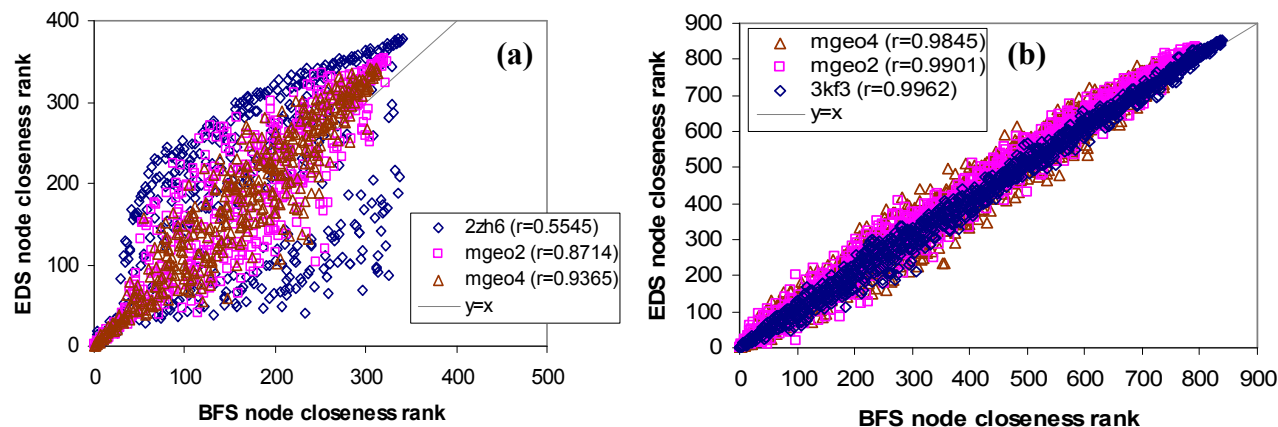 (a)
EDS node closeness rank
400
300
200
100
0
0 100 200 300 400 500
BFS node closeness rank
2zh6 (r=0.5545)
mgeo2 (r=0.8714)
mgeo4 (r=0.9365)
y=x
(b)
EDS node closeness rank
900
800
700
600
500
400
300
200
100
0
0 100 200 300 400 500 600 700 800 900
BFS node closeness rank
mgeo4 (r=0.9845)
mgeo2 (r=0.9901)
3kf3 (r=0.9962)
y=x